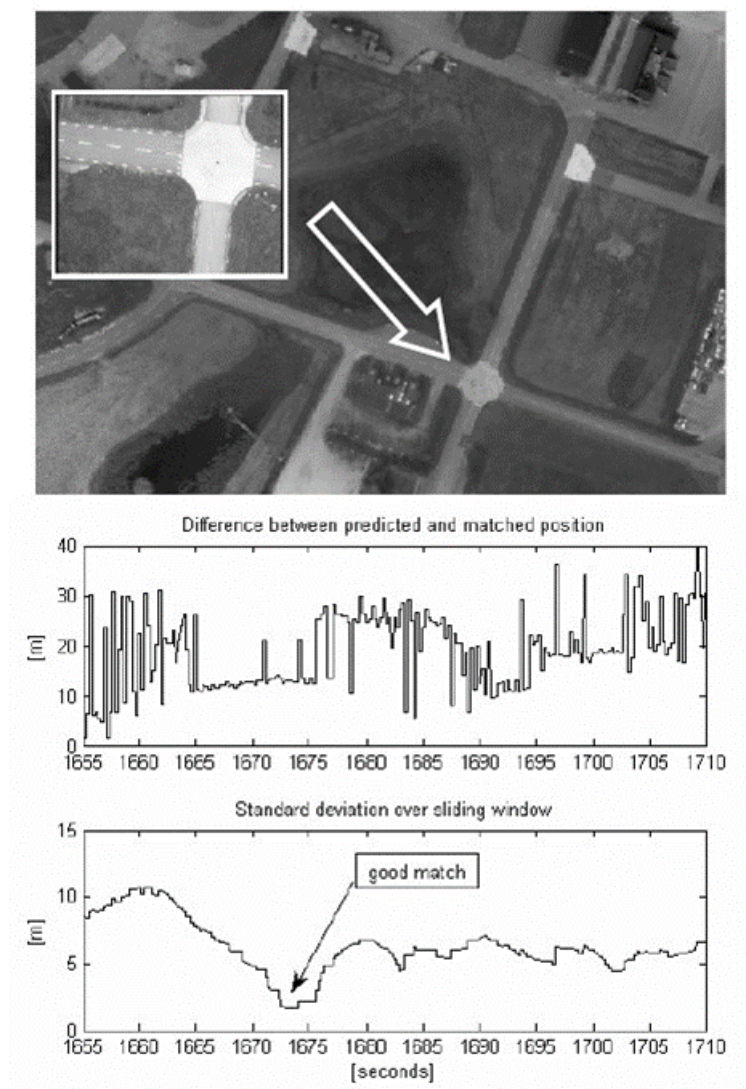 Difference between predicted and matched position
40
30
20
10
0
[m]
1655 1660 1665 1670 1675 1680 1685 1690 1695 1700 1705 1710
Standard deviation over sliding window
15
10
5
0
[m]
good match
1655 1660 1665 1670 1675 1680 1685 1690 1695 1700 1705 1710
[seconds]